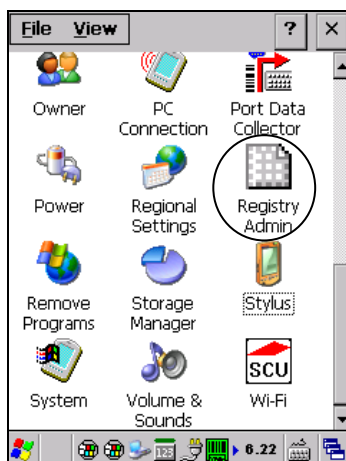 File View ? ×
Owner
PC
Connection
Port Data
Collector
Power
Regional
Settings
Registry
Admin
Remove
Programs
Storage
Manager
Stylus
System
Volume &
Sounds
SCU
Wi-Fi
123 6.22